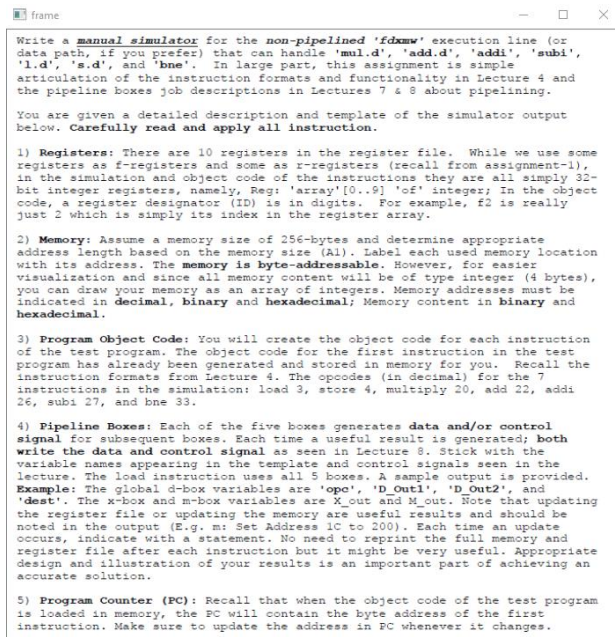 frame
Write a manual simulator for the non-pipelined 'fdxmw' execution line (or
data path, if you prefer) that can handle 'mul.d', 'add.d', 'addi', 'subi',
'l.d', 's.d', and 'bne'. In large part, this assignment is simple
articulation of the instruction formats and functionality in Lecture 4 and
the pipeline boxes job descriptions in Lectures 7 & 8 about pipelining.
You are given a detailed description and template of the simulator output
below. Carefully read and apply all instruction.
1) Registers: There are 10 registers in the register file. While we use some
registers as f-registers and some as r-registers (recall from assignment-1),
in the simulation and object code of the instructions they are all simply 32-
bit integer registers, namely, Reg: 'array'[0..9] 'of' integer; In the object
code, a register designator (ID) is in digits. For example, f2 is really
just 2 which is simply its index in the register array.
2) Memory: Assume a memory size of 256-bytes and determine appropriate
address length based on the memory size (A1). Label each used memory location
with its address. The memory is byte-addressable. However, for easier
visualization and since all memory content will be of type integer (4 bytes),
you can draw your memory as an array of integers. Memory addresses must be
indicated in decimal, binary and hexadecimal; Memory content in binary and
hexadecimal.
3) Program Object Code: You will create the object code for each instruction
of the test program. The object code for the first instruction in the test
program has already been generated and stored in memory for you. Recall the
instruction formats from Lecture 4. The opcodes (in decimal) for the 7
instructions in the simulation: load 3, store 4, multiply 20, add 22, addi
26, subi 27, and bne 33.
4) Pipeline Boxes: Each of the five boxes generates data and/or control
signal for subsequent boxes. Each time a useful result is generated; both
write the data and control signal as seen in Lecture 8. Stick with the
variable names appearing in the template and control signals seen in the
lecture. The load instruction uses all 5 boxes. A sample output is provided.
Example: The global d-box variables are 'opc', 'D_Out1', 'D_Out2', and
'dest'. The x-box and m-box variables are X_out and M_out. Note that updating
the register file or updating the memory are useful results and should be
noted in the output (E.g. m: Set Address 1C to 200). Each time an update
occurs, indicate with a statement. No need to reprint the full memory and
register file after each instruction but it might be very useful. Appropriate
design and illustration of your results is an important part of achieving an
accurate solution.
5) Program Counter (PC): Recall that when the object code of the test program
is loaded in memory, the PC will contain the byte address of the first
instruction. Make sure to update the address in PC whenever it changes.